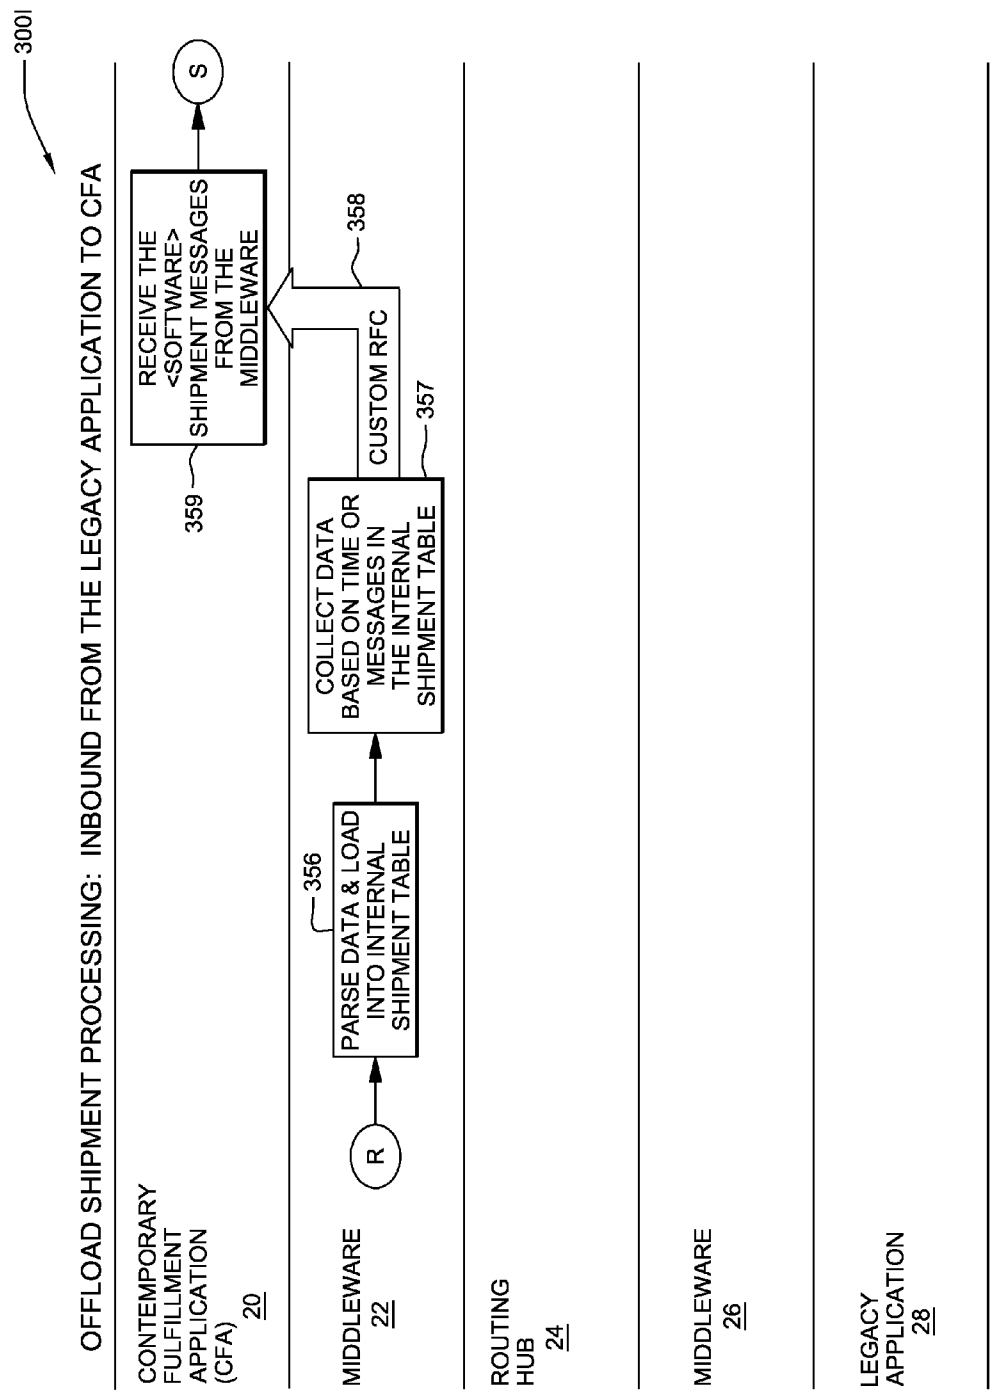 300I
OFFLOAD SHIPMENT PROCESSING: INBOUND FROM THE LEGACY APPLICATION TO CFA
CONTEMPORARY
FULFILLMENT
APPLICATION
(CFA)
20
359
RECEIVE THE
<SOFTWARE>
SHIPMENT MESSAGES
FROM THE
MIDDLEWARE
S
MIDDLEWARE
22
R
356
PARSE DATA & LOAD
INTO INTERNAL
SHIPMENT TABLE
COLLECT DATA
BASED ON TIME OR
MESSAGES IN
THE INTERNAL
SHIPMENT TABLE
357
CUSTOM RFC
358
ROUTING
HUB
24
MIDDLEWARE
26
LEGACY
APPLICATION
28